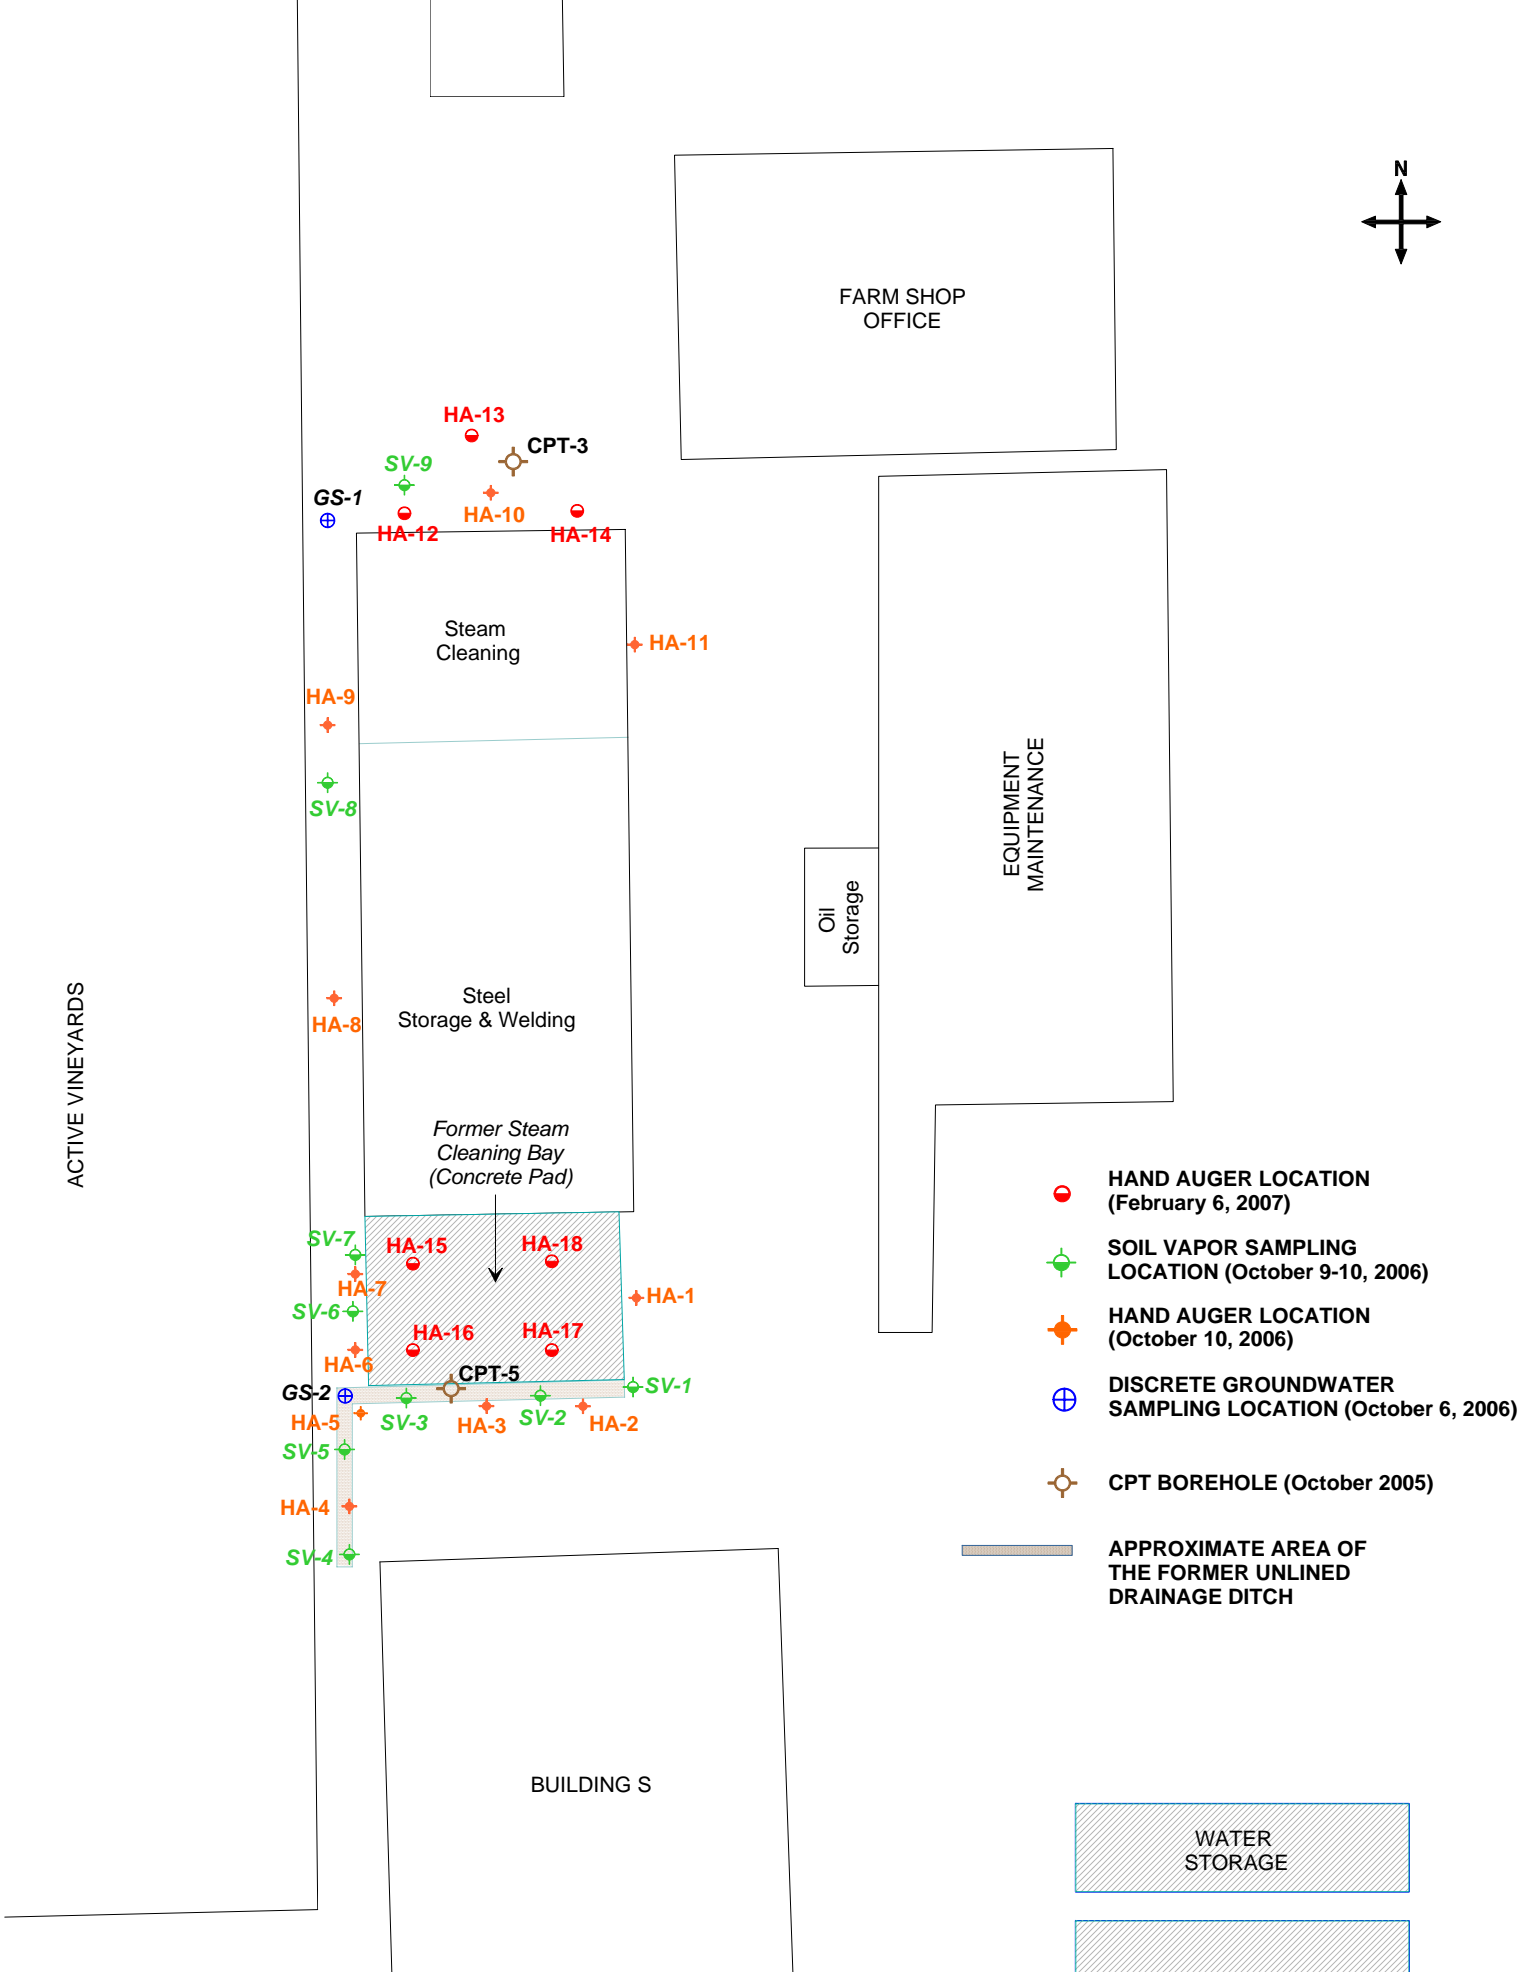 N
FARM SHOP
OFFICE
HA-13
CPT-3
SV-9
GS-1
HA-10
HA-12
HA-14
Steam
Cleaning
HA-11
HA-9
SV-8
EQUIPMENT
MAINTENANCE
Oil
Storage
Steel
Storage & Welding
HA-8
ACTIVE VINEYARDS
Former Steam
Cleaning Bay
(Concrete Pad)
SV-7
HA-15
HA-18
HA-7
HA-1
SV-6
HA-16
HA-17
HA-6
CPT-5
SV-1
GS-2
HA-5
SV-3
HA-3
SV-2
HA-2
SV-5
HA-4
SV-4
HAND AUGER LOCATION
(February 6, 2007)
SOIL VAPOR SAMPLING
LOCATION (October 9-10, 2006)
HAND AUGER LOCATION
(October 10, 2006)
DISCRETE GROUNDWATER
SAMPLING LOCATION (October 6, 2006)
CPT BOREHOLE (October 2005)
APPROXIMATE AREA OF
THE FORMER UNLINED
DRAINAGE DITCH
BUILDING S
WATER
STORAGE